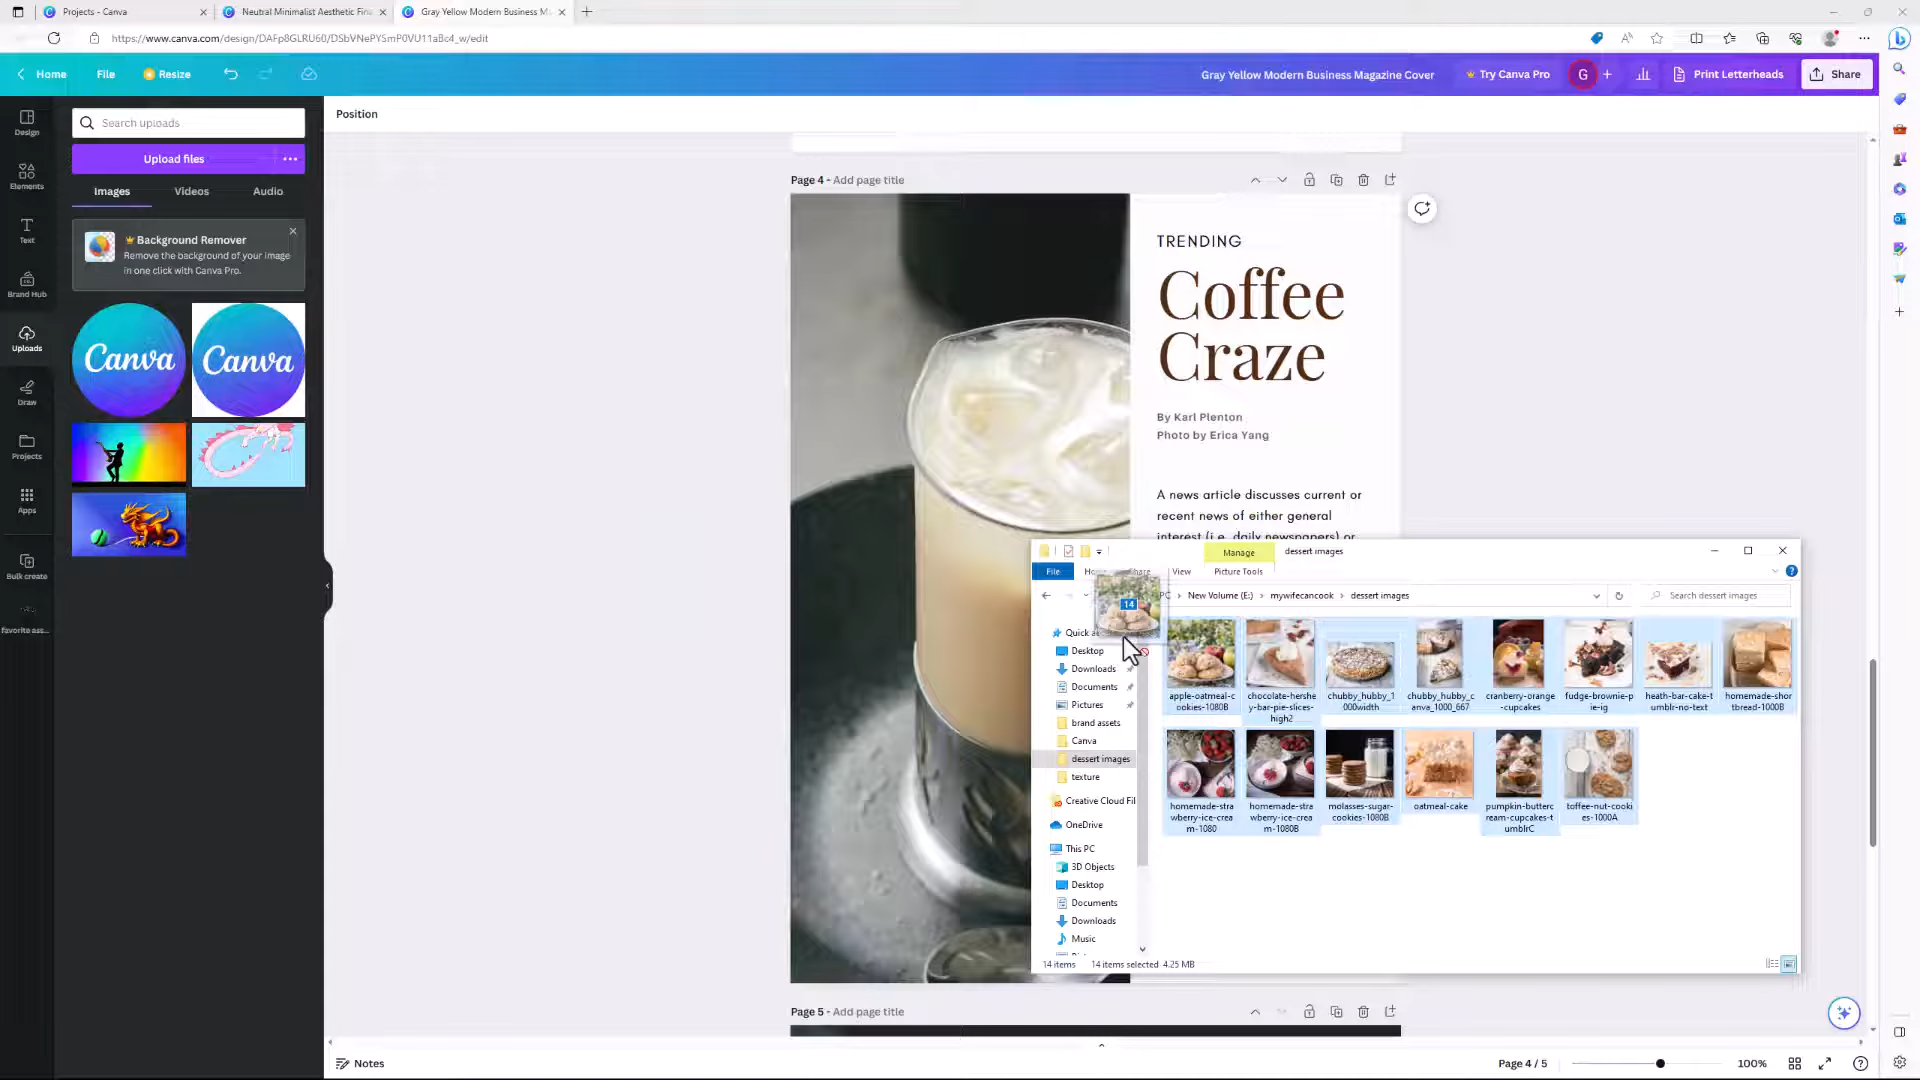 Projects - Canva
Neutral Minimalist Aesthetic Fin
Gray Yellow Modern Business M
https://www.canva.com/design/DAFp8GLRU60/DSbVNePYSmP0VU11aBc4_w/edit
Home
File
Resize
Gray Yellow Modern Business Magazine Cover
Try Canva Pro
G
Print Letterheads
Share
Design
Elements
Text
Brand Hub
Uploads
Draw
Projects
Apps
Bulk create
favorite ass...
Search uploads
Upload files
Images
Videos
Audio
Background Remover
Remove the background of your image
in one click with Canva Pro.
Canva
Canva
Position
Page 4 - Add page title
TRENDING
Coffee
Craze
By Karl Plenton
Photo by Erica Yang
A news article discusses current or
recent news of either general
interest (i.e. daily newspapers) or
Manage
dessert images
File
Share
View
Picture Tools
New Volume (E:)
mywifecancook
dessert images
Search dessert images
14
Quick
Desktop
Downloads
Documents
Pictures
brand assets
Canva
dessert images
texture
Creative Cloud Fil
OneDrive
This PC
3D Objects
Desktop
Documents
Downloads
Music
apple-oatmeal-c
ookies-1080B
chocolate-hershe
y-bar-pie-slices-
high2
chubby_hubby_1
000width
chubby_hubby_c
anva_1000_667
cranberry-orange
-cupcakes
fudge-brownie-p
ie-ig
heath-bar-cake-t
umblr-no-text
homemade-shor
tbread-1000B
homemade-stra
wberry-ice-crea
m-1080
homemade-stra
wberry-ice-crea
m-1080B
molasses-sugar-
cookies-1080B
oatmeal-cake
pumpkin-butterc
ream-cupcakes-t
umblrC
toffee-nut-cooki
es-1000A
14 items
14 items selected 4.25 MB
Page 5 - Add page title
Notes
Page 4 / 5
100%